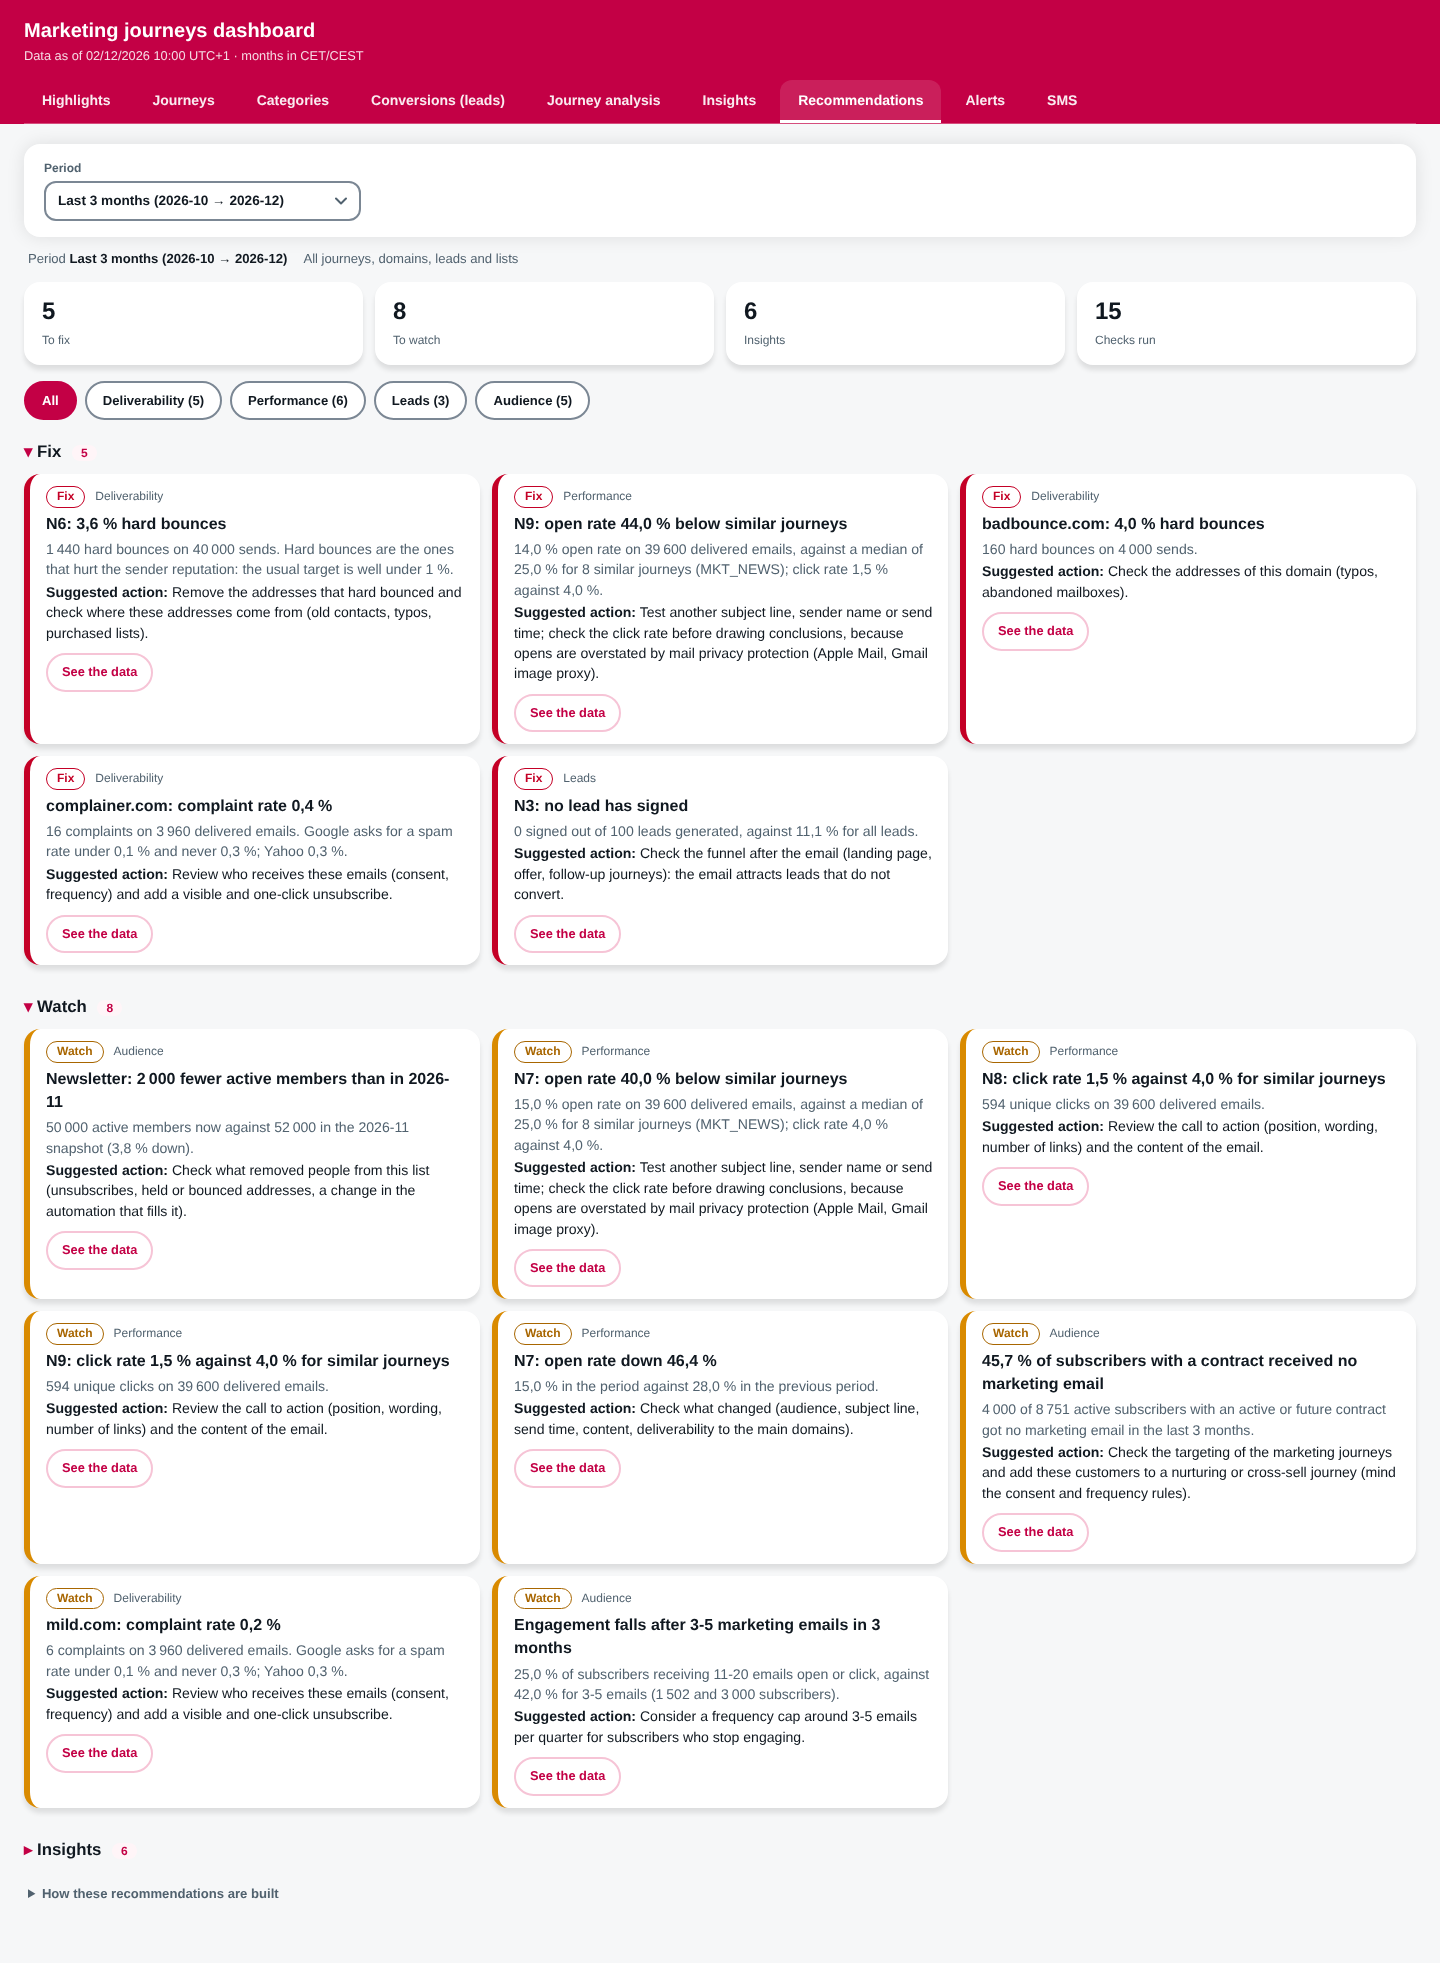 Marketing journeys dashboard
Data as of 02/12/2026 10:00 UTC+1 · months in CET/CEST
Highlights
Journeys
Categories
Conversions (leads)
Journey analysis
Insights
Recommendations
Alerts
SMS
Period
Last 3 months (2026-10 → 2026-12)
Period Last 3 months (2026-10 → 2026-12) All journeys, domains, leads and lists
5
To fix
8
To watch
6
Insights
15
Checks run
All
Deliverability (5)
Performance (6)
Leads (3)
Audience (5)
▾ Fix 5
Fix Deliverability
N6: 3,6 % hard bounces
1 440 hard bounces on 40 000 sends. Hard bounces are the ones
that hurt the sender reputation: the usual target is well under 1 %.
Suggested action: Remove the addresses that hard bounced and
check where these addresses come from (old contacts, typos,
purchased lists).
See the data
Fix Performance
N9: open rate 44,0 % below similar journeys
14,0 % open rate on 39 600 delivered emails, against a median of
25,0 % for 8 similar journeys (MKT_NEWS); click rate 1,5 %
against 4,0 %.
Suggested action: Test another subject line, sender name or send
time; check the click rate before drawing conclusions, because
opens are overstated by mail privacy protection (Apple Mail, Gmail
image proxy).
See the data
Fix Deliverability
badbounce.com: 4,0 % hard bounces
160 hard bounces on 4 000 sends.
Suggested action: Check the addresses of this domain (typos,
abandoned mailboxes).
See the data
Fix Deliverability
complainer.com: complaint rate 0,4 %
16 complaints on 3 960 delivered emails. Google asks for a spam
rate under 0,1 % and never 0,3 %; Yahoo 0,3 %.
Suggested action: Review who receives these emails (consent,
frequency) and add a visible and one-click unsubscribe.
See the data
Fix Leads
N3: no lead has signed
0 signed out of 100 leads generated, against 11,1 % for all leads.
Suggested action: Check the funnel after the email (landing page,
offer, follow-up journeys): the email attracts leads that do not
convert.
See the data
▾ Watch 8
Watch Audience
Newsletter: 2 000 fewer active members than in 2026-
11
50 000 active members now against 52 000 in the 2026-11
snapshot (3,8 % down).
Suggested action: Check what removed people from this list
(unsubscribes, held or bounced addresses, a change in the
automation that fills it).
See the data
Watch Performance
N7: open rate 40,0 % below similar journeys
15,0 % open rate on 39 600 delivered emails, against a median of
25,0 % for 8 similar journeys (MKT_NEWS); click rate 4,0 %
against 4,0 %.
Suggested action: Test another subject line, sender name or send
time; check the click rate before drawing conclusions, because
opens are overstated by mail privacy protection (Apple Mail, Gmail
image proxy).
See the data
Watch Performance
N8: click rate 1,5 % against 4,0 % for similar journeys
594 unique clicks on 39 600 delivered emails.
Suggested action: Review the call to action (position, wording,
number of links) and the content of the email.
See the data
Watch Performance
N9: click rate 1,5 % against 4,0 % for similar journeys
594 unique clicks on 39 600 delivered emails.
Suggested action: Review the call to action (position, wording,
number of links) and the content of the email.
See the data
Watch Performance
N7: open rate down 46,4 %
15,0 % in the period against 28,0 % in the previous period.
Suggested action: Check what changed (audience, subject line,
send time, content, deliverability to the main domains).
See the data
Watch Audience
45,7 % of subscribers with a contract received no
marketing email
4 000 of 8 751 active subscribers with an active or future contract
got no marketing email in the last 3 months.
Suggested action: Check the targeting of the marketing journeys
and add these customers to a nurturing or cross-sell journey (mind
the consent and frequency rules).
See the data
Watch Deliverability
mild.com: complaint rate 0,2 %
6 complaints on 3 960 delivered emails. Google asks for a spam
rate under 0,1 % and never 0,3 %; Yahoo 0,3 %.
Suggested action: Review who receives these emails (consent,
frequency) and add a visible and one-click unsubscribe.
See the data
Watch Audience
Engagement falls after 3-5 marketing emails in 3
months
25,0 % of subscribers receiving 11-20 emails open or click, against
42,0 % for 3-5 emails (1 502 and 3 000 subscribers).
Suggested action: Consider a frequency cap around 3-5 emails
per quarter for subscribers who stop engaging.
See the data
▸ Insights 6
▸ How these recommendations are built